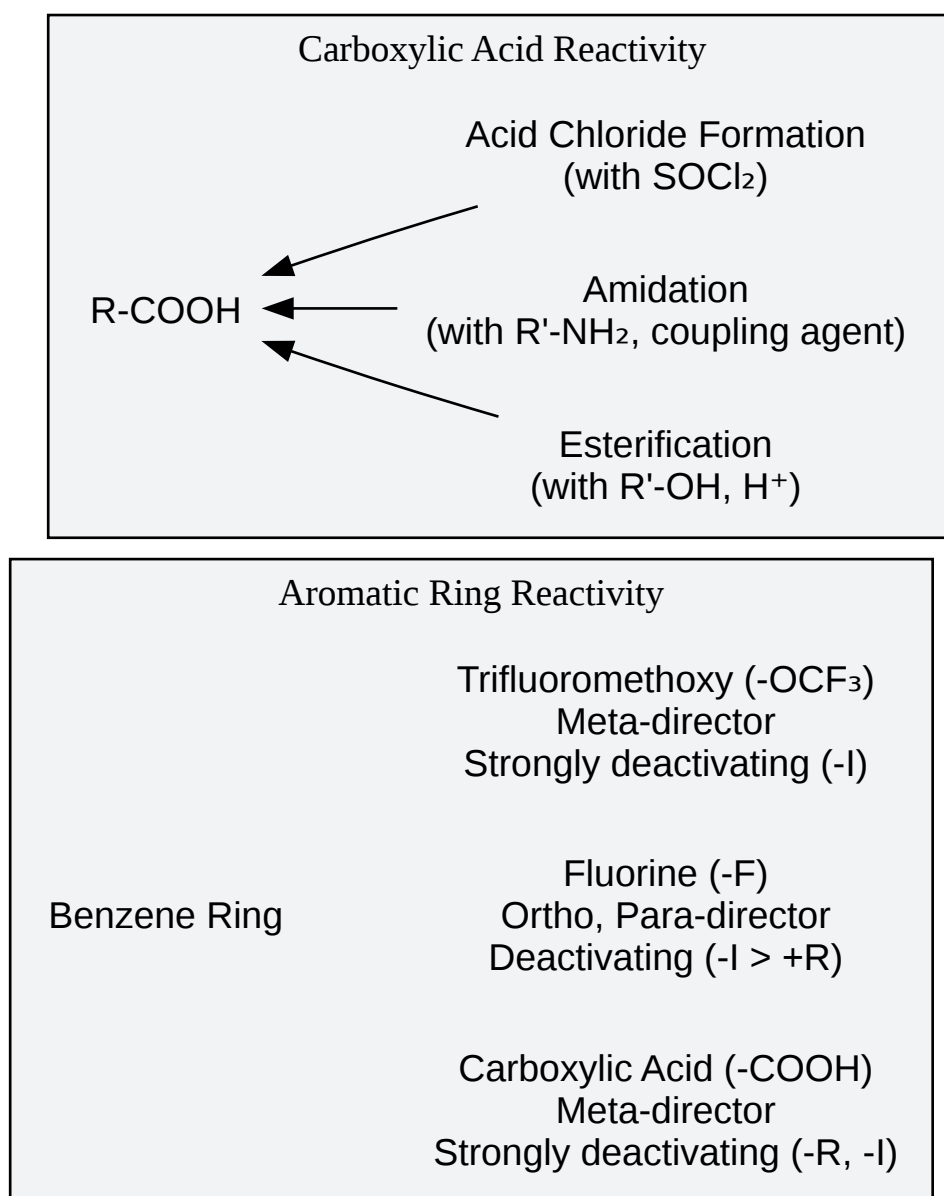 Carboxylic Acid Reactivity
Acid Chloride Formation
(with SOCl₂)
R-COOH
Amidation
(with R'-NH₂, coupling agent)
Esterification
(with R'-OH, H⁺)
Aromatic Ring Reactivity
Trifluoromethoxy (-OCF₃)
Meta-director
Strongly deactivating (-I)
Benzene Ring
Fluorine (-F)
Ortho, Para-director
Deactivating (-I > +R)
Carboxylic Acid (-COOH)
Meta-director
Strongly deactivating (-R, -I)